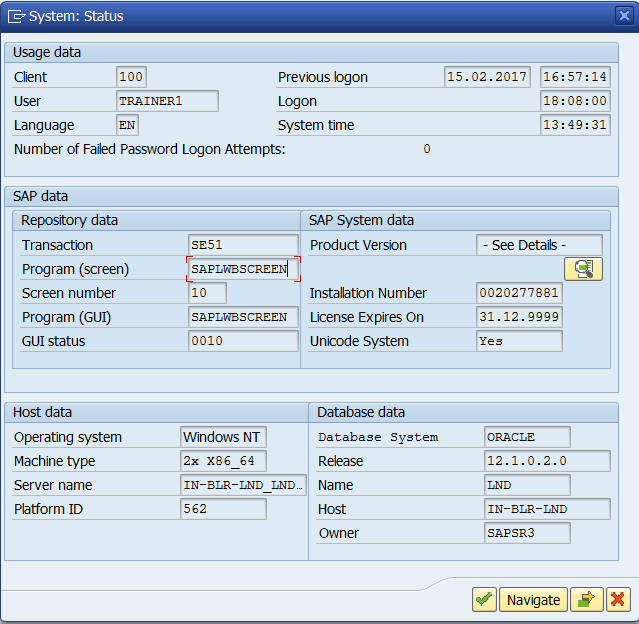 System: Status
Usage data
Client 100 Previous logon 15.02.2017 16:57:14
User TRAINER1 Logon 18:08:00
Language EN System time 13:49:31
Number of Failed Password Logon Attempts: 0
SAP data
Repository data SAP System data
Transaction SE51 Product Version - See Details -
Program (screen) SAPLWBSCREEN
Screen number 10 Installation Number 0020277881
Program (GUI) SAPLWBSCREEN License Expires On 31.12.9999
GUI status 0010 Unicode System Yes
Host data Database data
Operating system Windows NT Database System ORACLE
Machine type 2x X86_64 Release 12.1.0.2.0
Server name IN-BLR-LND_LND… Name LND
Platform ID 562 Host IN-BLR-LND
Owner SAPSR3
Navigate